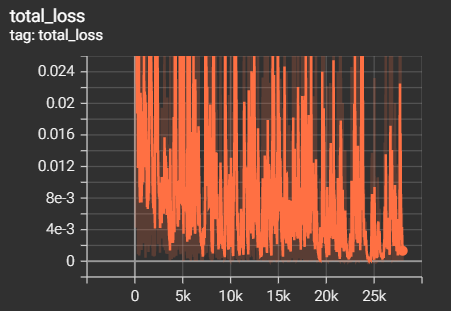 total_loss
tag: total_loss
0.024
0.02
0.016
0.012
8e-3
4e-3
0
0 5k 10k 15k 20k 25k